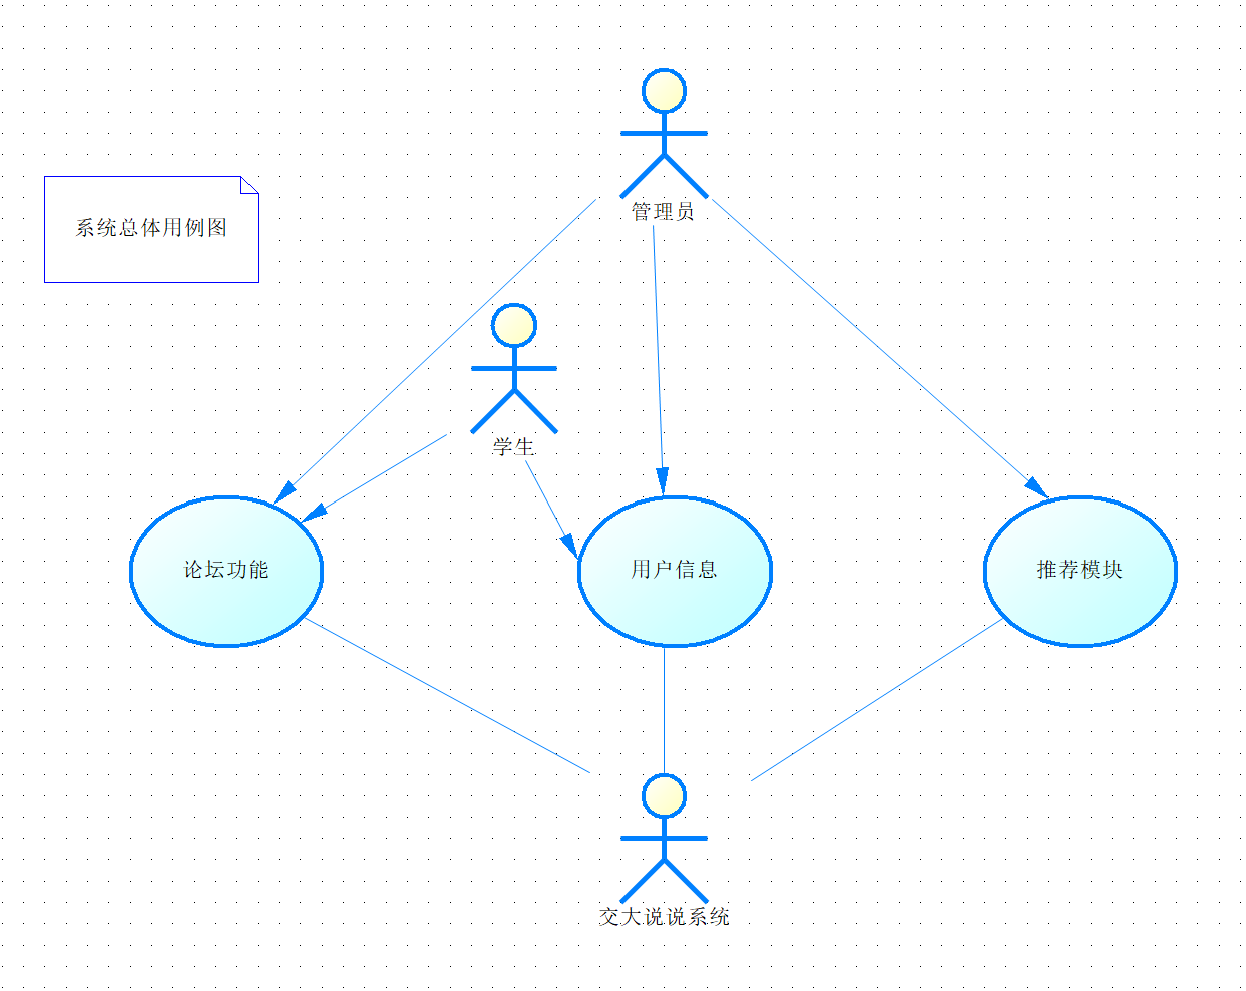 管理员
系统总体用例图
学生
论坛功能
用户信息
推荐模块
交大说说系统